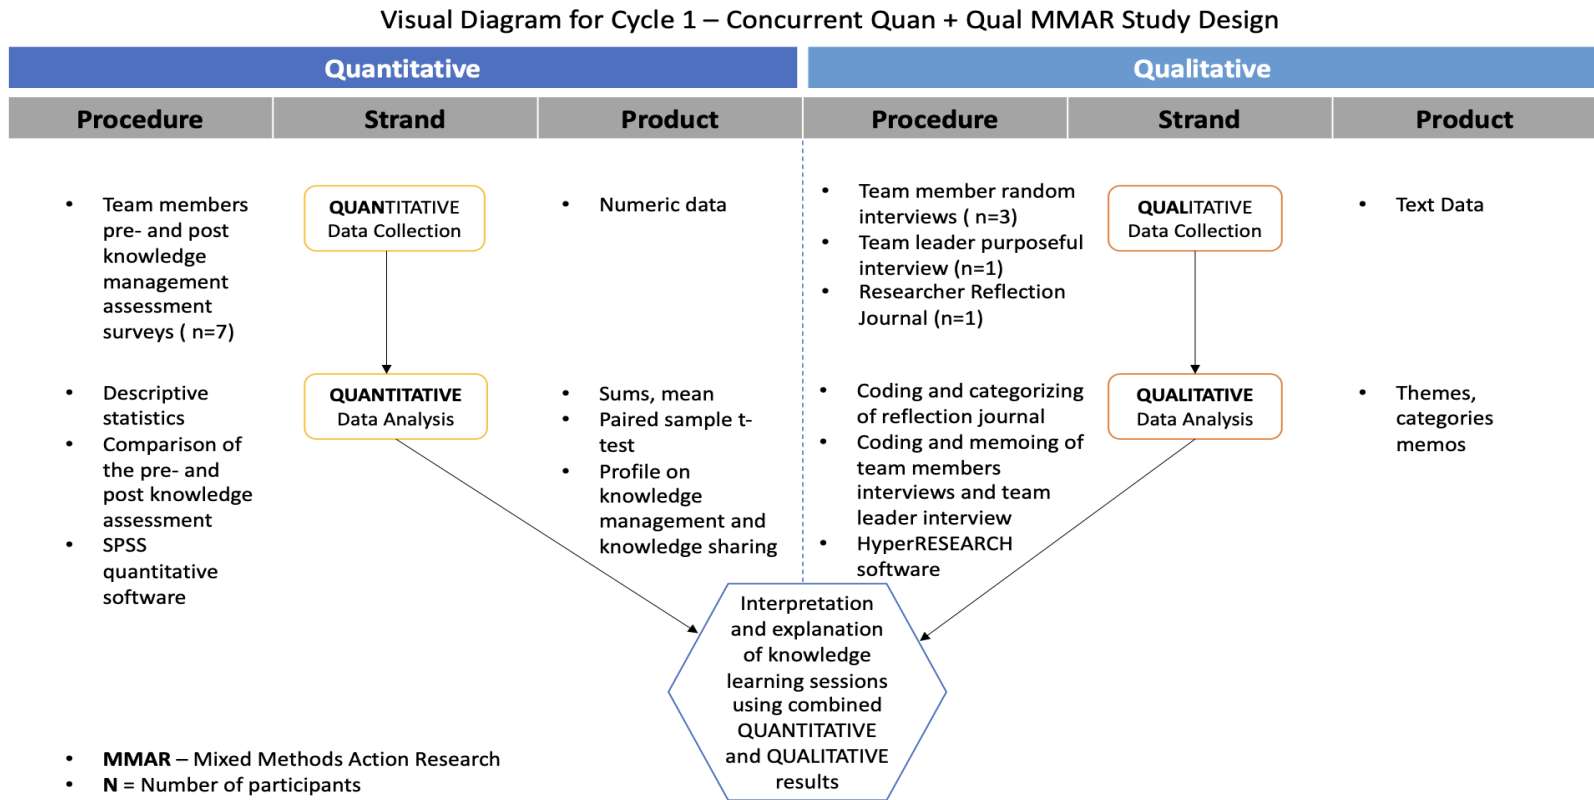 Visual Diagram for Cycle 1 – Concurrent Quan + Qual MMAR Study Design
Quantitative
Qualitative
Procedure
Strand
Product
Procedure
Strand
Product
• Team members
pre- and post
knowledge
management
assessment
surveys ( n=7)
QUANTITATIVE
Data Collection
• Numeric data
• Team member random
interviews ( n=3)
• Team leader purposeful
interview (n=1)
• Researcher Reflection
Journal (n=1)
QUALITATIVE
Data Collection
• Text Data
• Descriptive
statistics
• Comparison of
the pre- and
post knowledge
assessment
• SPSS
quantitative
software
QUANTITATIVE
Data Analysis
• Sums, mean
• Paired sample t-
test
• Profile on
knowledge
management and
knowledge sharing
• Coding and categorizing
of reflection journal
• Coding and memoing of
team members
interviews and team
leader interview
• HyperRESEARCH
software
QUALITATIVE
Data Analysis
• Themes,
categories
memos
Interpretation
and explanation
of knowledge
learning sessions
using combined
QUANTITATIVE
and QUALITATIVE
results
• MMAR – Mixed Methods Action Research
• N = Number of participants